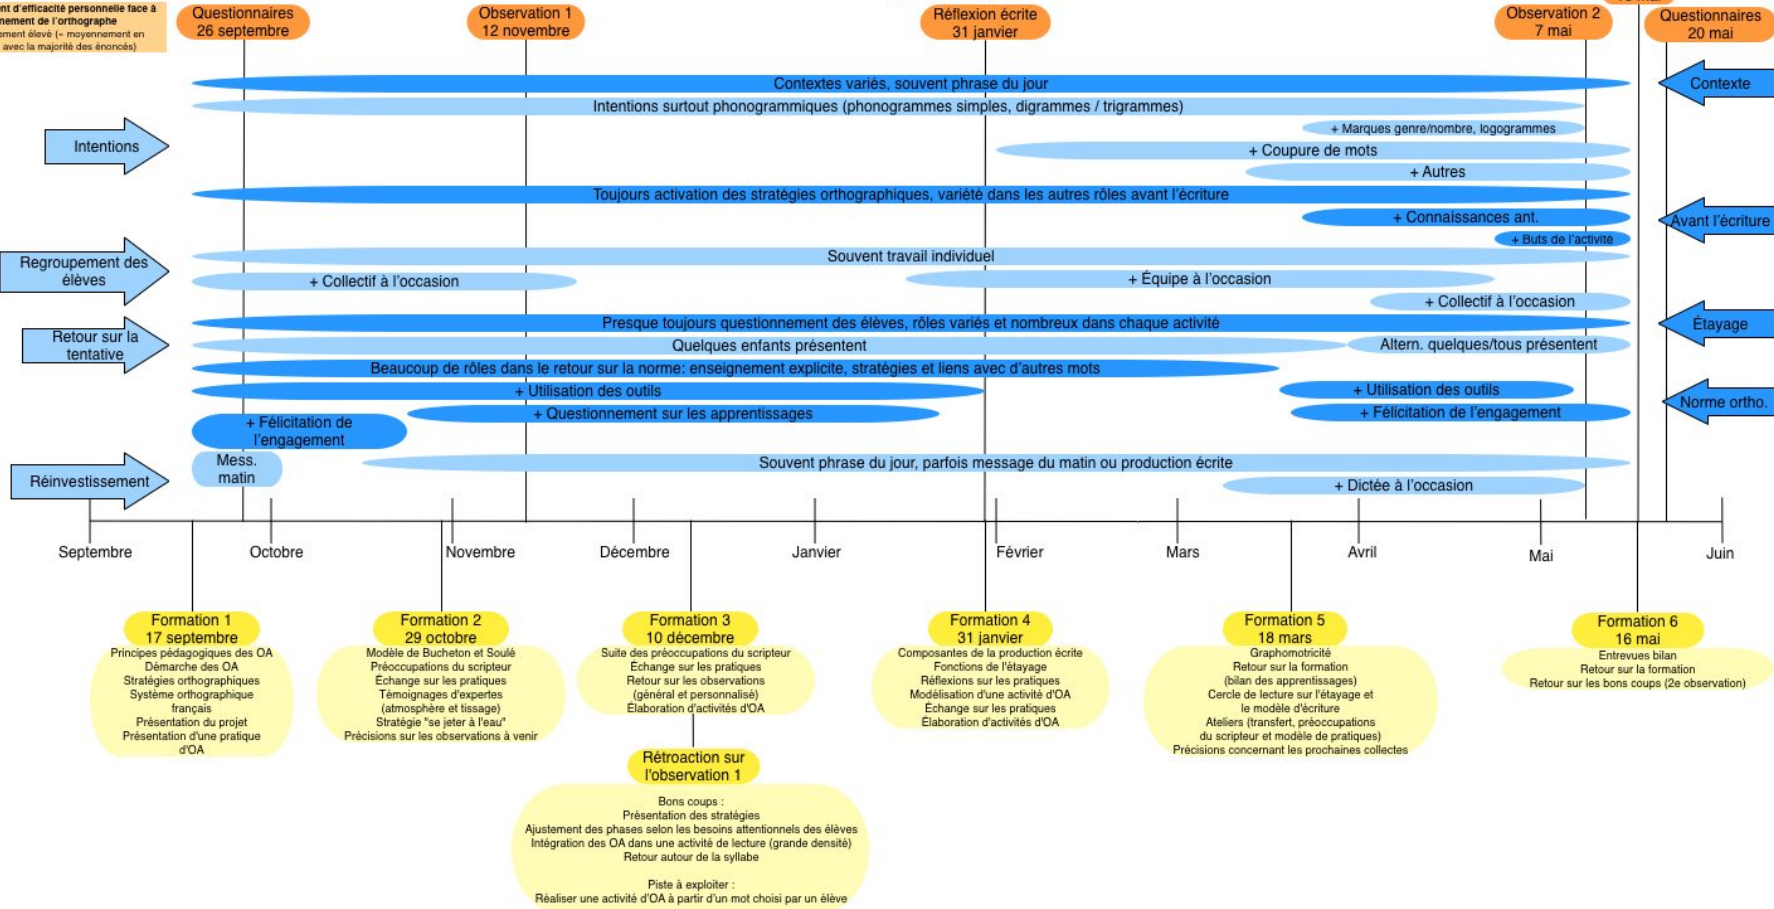 d'efficacité personnelle face à
de l'orthographe
élevé (= moyennement en
avec la majorité des énoncés)
Questionnaires
26 septembre
Observation 1
12 novembre
Réflexion écrite
31 janvier
Observation 2
7 mai
Questionnaires
20 mai
Contextes variés, souvent phrase du jour
Contexte
Intentions surtout phonogrammiques (phonogrammes simples, digrammes / trigrammes)
+ Marques genre/nombre, logogrammes
Intentions
+ Coupure de mots
+ Autres
Toujours activation des stratégies orthographiques, variété dans les autres rôles avant l'écriture
+ Connaissances ant.
Avant l'écriture
+ Buts de l'activité
Regroupement des
élèves
Souvent travail individuel
+ Collectif à l'occasion
+ Équipe à l'occasion
+ Collectif à l'occasion
Presque toujours questionnement des élèves, rôles variés et nombreux dans chaque activité
Étayage
Retour sur la
tentative
Quelques enfants présentent
Altern. quelques/tous présentent
Beaucoup de rôles dans le retour sur la norme: enseignement explicite, stratégies et liens avec d'autres mots
+ Utilisation des outils
+ Utilisation des outils
+ Questionnement sur les apprentissages
+ Félicitation de l'engagement
Norme ortho.
+ Félicitation de
l'engagement
Mess.
matin
Souvent phrase du jour, parfois message du matin ou production écrite
Réinvestissement
+ Dictée à l'occasion
Septembre
Octobre
Novembre
Décembre
Janvier
Février
Mars
Avril
Mai
Juin
Formation 1
17 septembre
Principes pédagogiques des OA
Démarche des OA
Stratégies orthographiques
Système orthographique
français
Présentation du projet
Présentation d'une pratique
d'OA
Formation 2
29 octobre
Modèle de Bucheton et Soulé
Préoccupations du scripteur
Échange sur les pratiques
Témoignages d'expertes
(atmosphère et tissage)
Stratégie "se jeter à l'eau"
Précisions sur les observations à venir
Formation 3
10 décembre
Suite des préoccupations du scripteur
Échange sur les pratiques
Retour sur les observations
(général et personnalisé)
Élaboration d'activités d'OA
Rétroaction sur
l'observation 1
Bons coups :
Présentation des stratégies
Ajustement des phases selon les besoins attentionnels des élèves
Intégration des OA dans une activité de lecture (grande densité)
Retour autour de la syllabe
Piste à exploiter :
Réaliser une activité d'OA à partir d'un mot choisi par un élève
Formation 4
31 janvier
Composantes de la production écrite
Fonctions de l'étayage
Réflexions sur les pratiques
Modélisation d'une activité d'OA
Échange sur les pratiques
Élaboration d'activités d'OA
Formation 5
18 mars
Graphomotricité
Retour sur la formation
(bilan des apprentissages)
Cercle de lecture sur l'étayage et
le modèle d'écriture
Ateliers (transfert, préoccupations
du scripteur et modèle de pratiques)
Précisions concernant les prochaines collectes
Formation 6
16 mai
Entrevues bilan
Retour sur la formation
Retour sur les bons coups (2e observation)